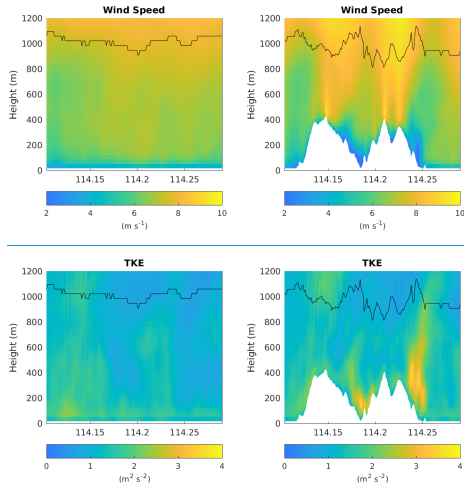 Wind Speed
Wind Speed
Height (m)
1200
1000
800
600
400
200
0
114.15 114.2 114.25
2 4 6 8 10
(m s⁻¹)
Height (m)
1200
1000
800
600
400
200
0
114.15 114.2 114.25
2 4 6 8 10
(m s⁻¹)
TKE
TKE
Height (m)
1200
1000
800
600
400
200
0
114.15 114.2 114.25
0 1 2 3 4
(m² s⁻²)
Height (m)
1200
1000
800
600
400
200
0
114.15 114.2 114.25
0 1 2 3 4
(m² s⁻²)